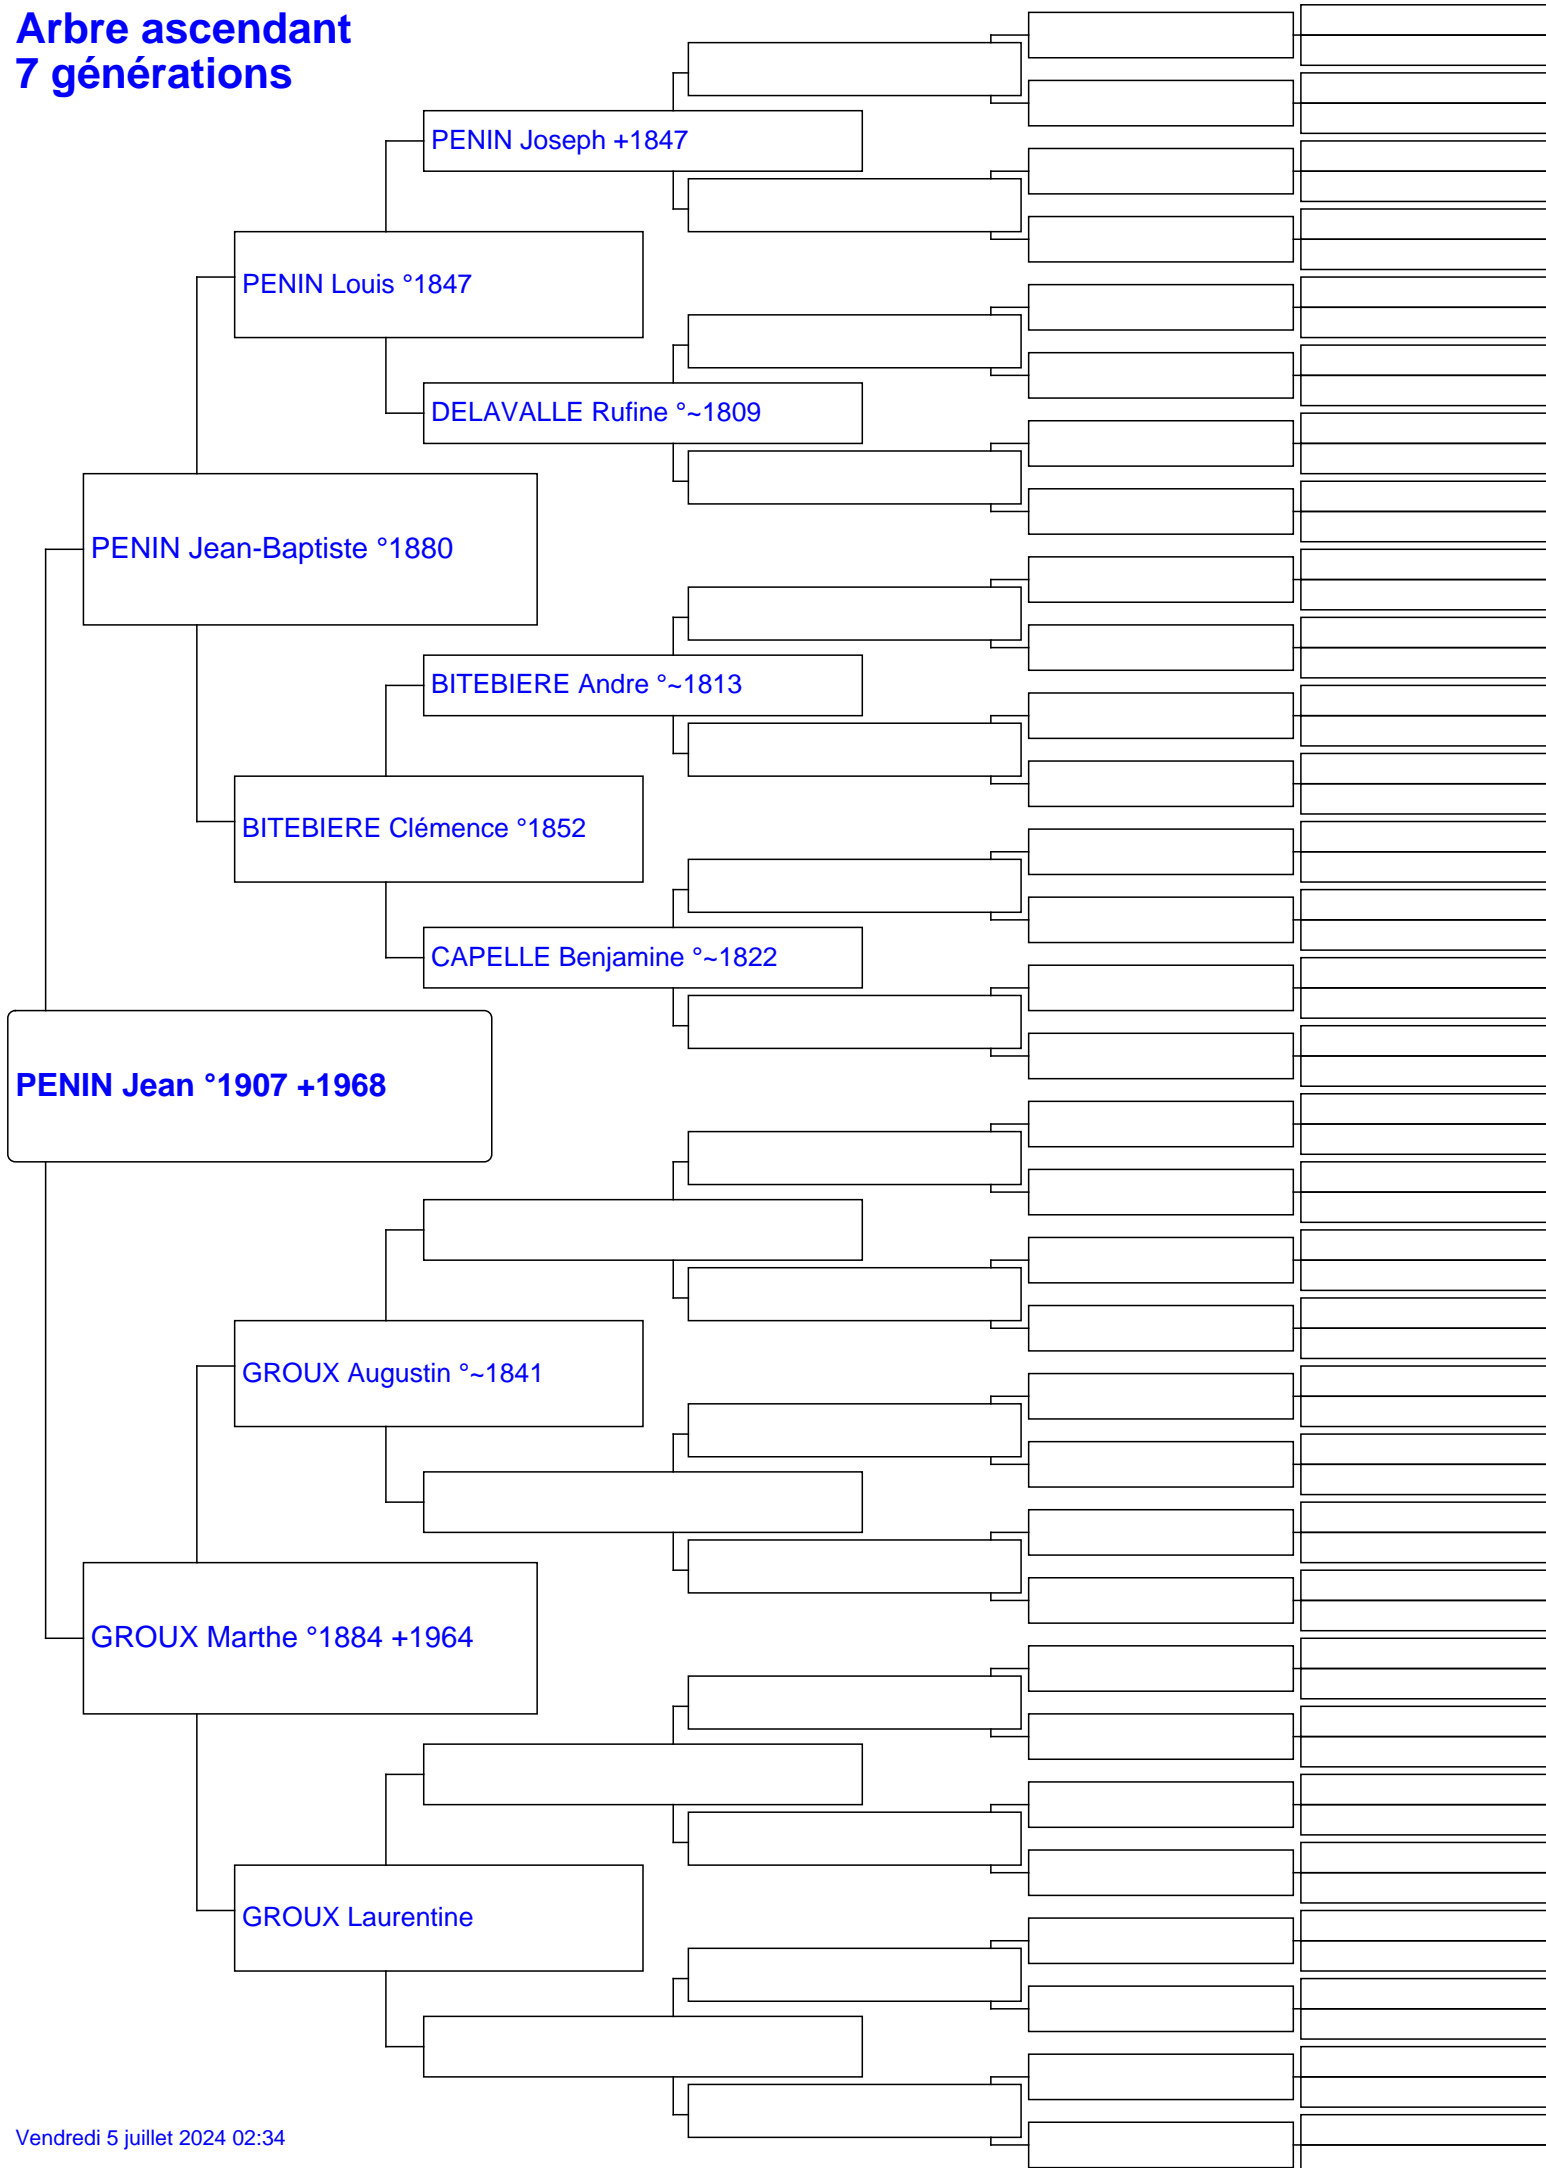 Arbre ascendant
7 générations
PENIN Joseph +1847
PENIN Louis °1847
DELAVALLE Rufine °~1809
PENIN Jean-Baptiste °1880
BITEBIERE Andre °~1813
BITEBIERE Clémence °1852
CAPELLE Benjamine °~1822
PENIN Jean °1907 +1968
GROUX Augustin °~1841
GROUX Marthe °1884 +1964
GROUX Laurentine
Vendredi 5 juillet 2024 02:34